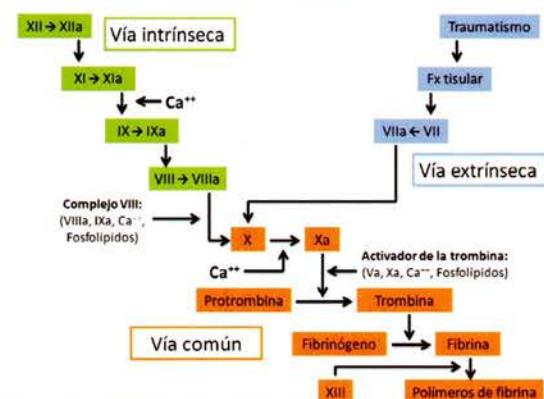 XII → XIIa
Vía intrínseca
Traumatismo
XI → XIa
Fx tisular
Ca++
IX → IXa
VIIa ← VII
Vía extrínseca
VIII → VIIIa
Complejo VIII:
(VIIIa, IXa, Ca++,
Fosfolípidos)
X
Xa
Ca++
Activador de la trombina:
(Va, Xa, Ca++, Fosfolípidos)
Protrombina
Trombina
Vía común
Fibrinógeno
Fibrina
XIII
Polímeros de fibrina